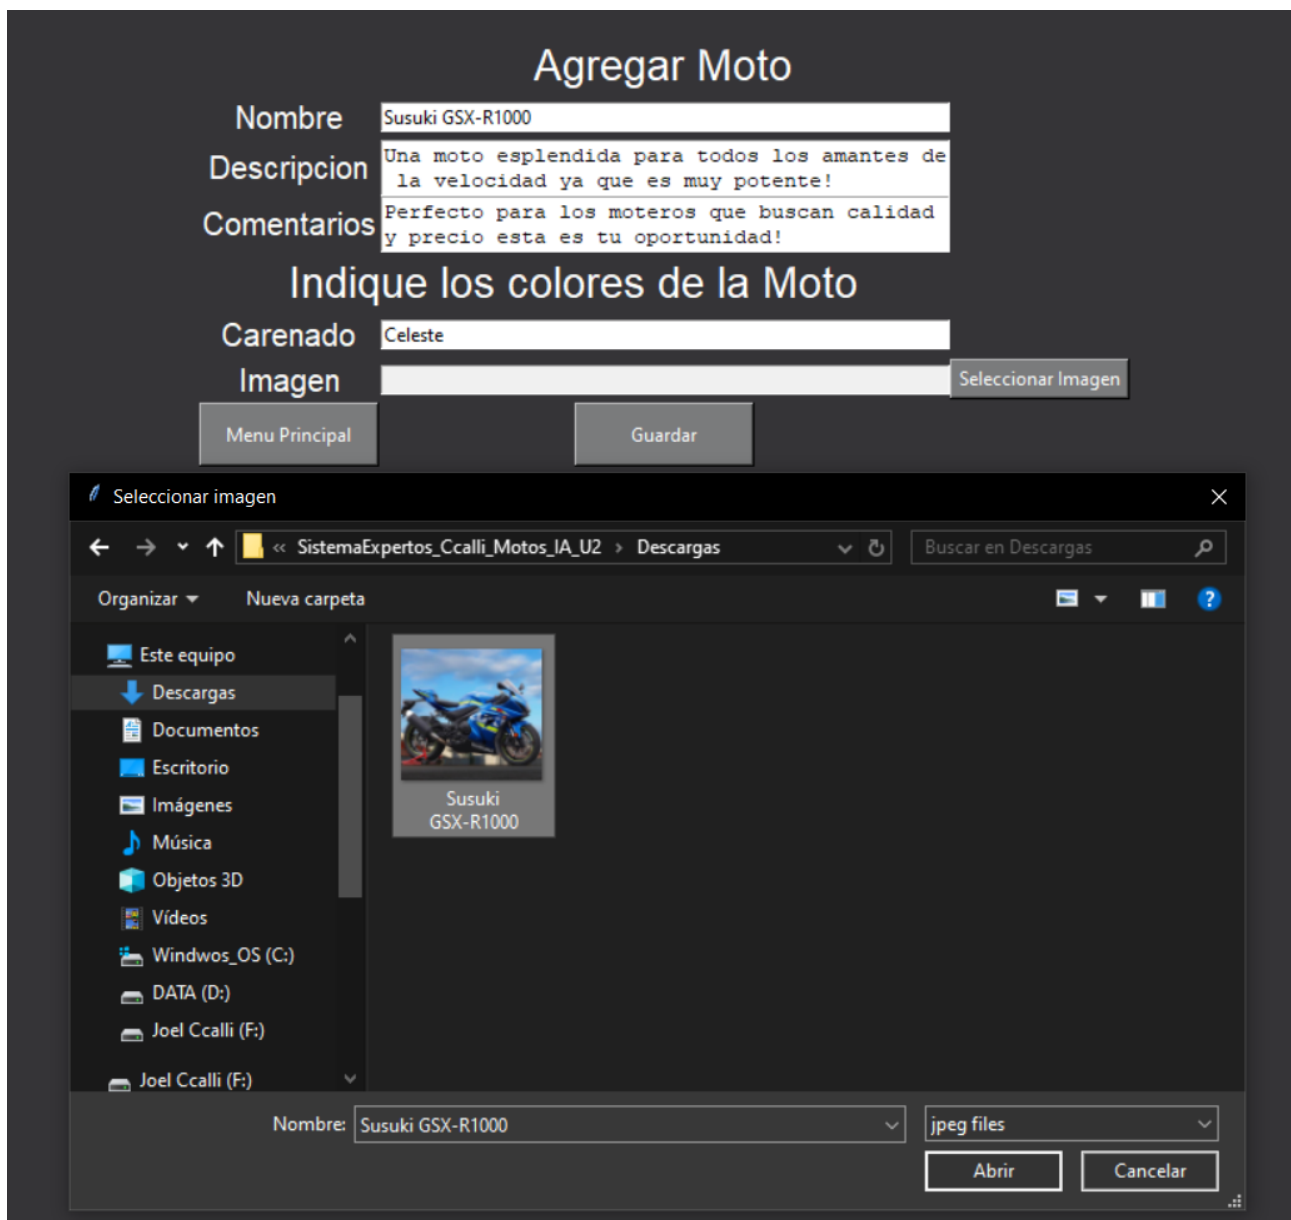 Agregar Moto
Nombre
Susuki GSX-R1000
Descripcion
Una moto esplendida para todos los amantes de
la velocidad ya que es muy potente!
Comentarios
Perfecto para los moteros que buscan calidad
y precio esta es tu oportunidad!
Indique los colores de la Moto
Carenado
Celeste
Imagen
Seleccionar Imagen
Menu Principal
Guardar
Seleccionar imagen
« SistemaExpertos_Ccalli_Motos_IA_U2 › Descargas
Buscar en Descargas
Organizar
Nueva carpeta
?
Este equipo
Descargas
Documentos
Escritorio
Imágenes
Música
Objetos 3D
Vídeos
Windwos_OS (C:)
DATA (D:)
Joel Ccalli (F:)
Joel Ccalli (F:)
Susuki
GSX-R1000
Nombre:
Susuki GSX-R1000
jpeg files
Abrir
Cancelar